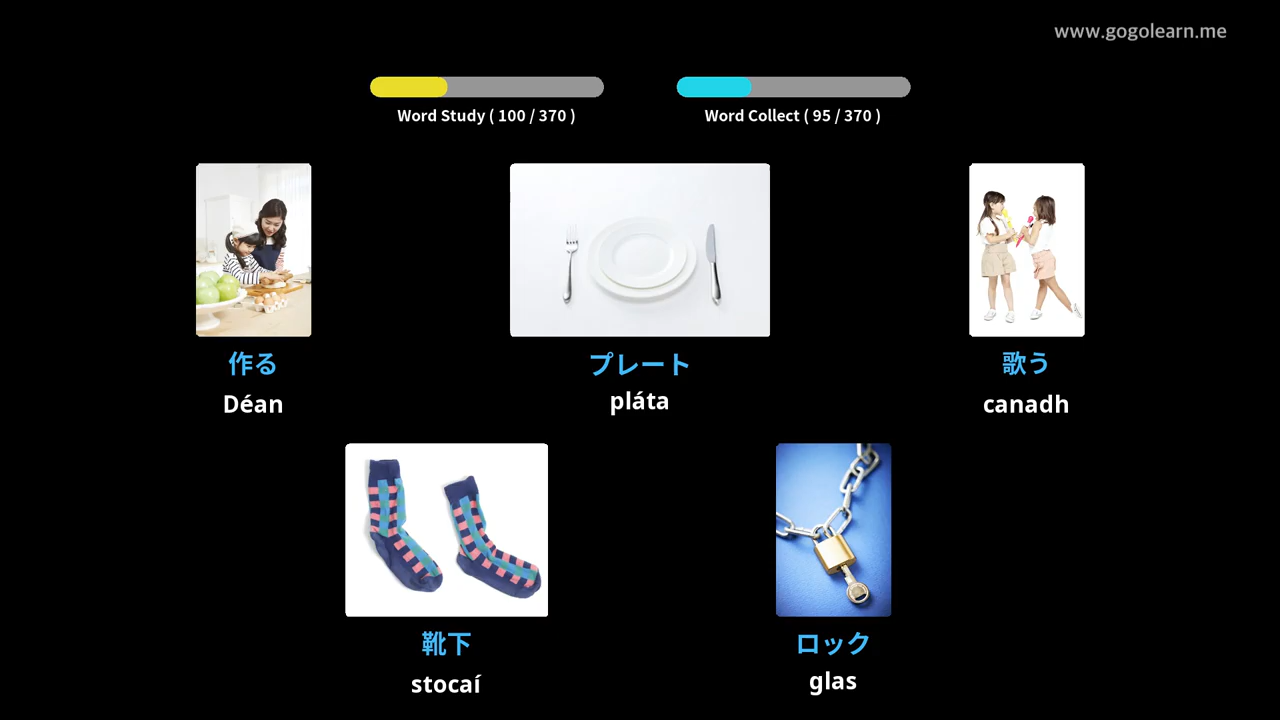 www.gogolearn.me
Word Study ( 100 / 370 )
Word Collect ( 95 / 370 )
作る
Déan
プレート
pláta
歌う
canadh
靴下
stocaí
ロック
glas